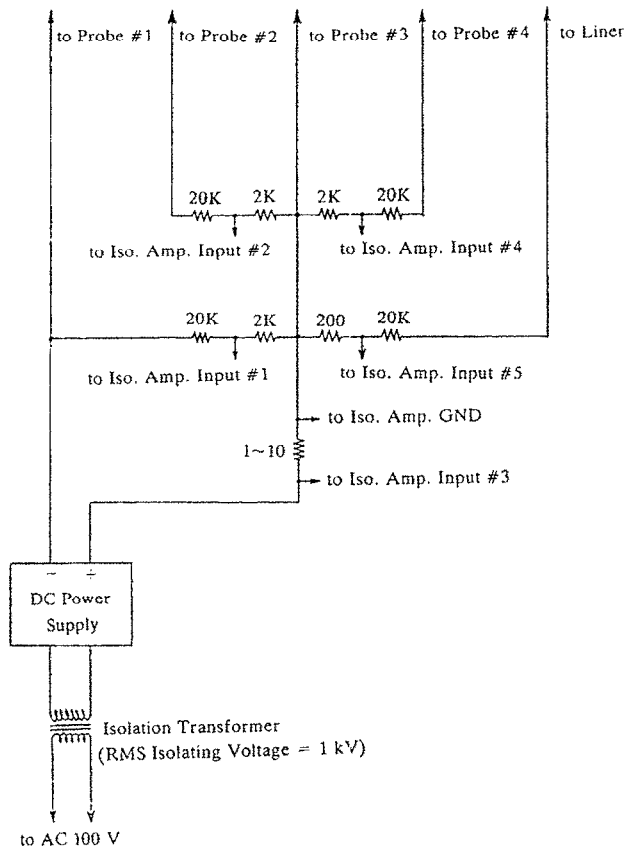 to Probe #1
to Probe #2
to Probe #3
to Probe #4
to Liner
20K
2K
2K
20K
to Iso. Amp. Input #2
to Iso. Amp. Input #4
20K
2K
200
20K
to Iso. Amp. Input #1
to Iso. Amp. Input #5
to Iso. Amp. GND
1~10
to Iso. Amp. Input #3
− +
DC Power
Supply
Isolation Transformer
(RMS Isolating Voltage = 1 kV)
to AC 100 V